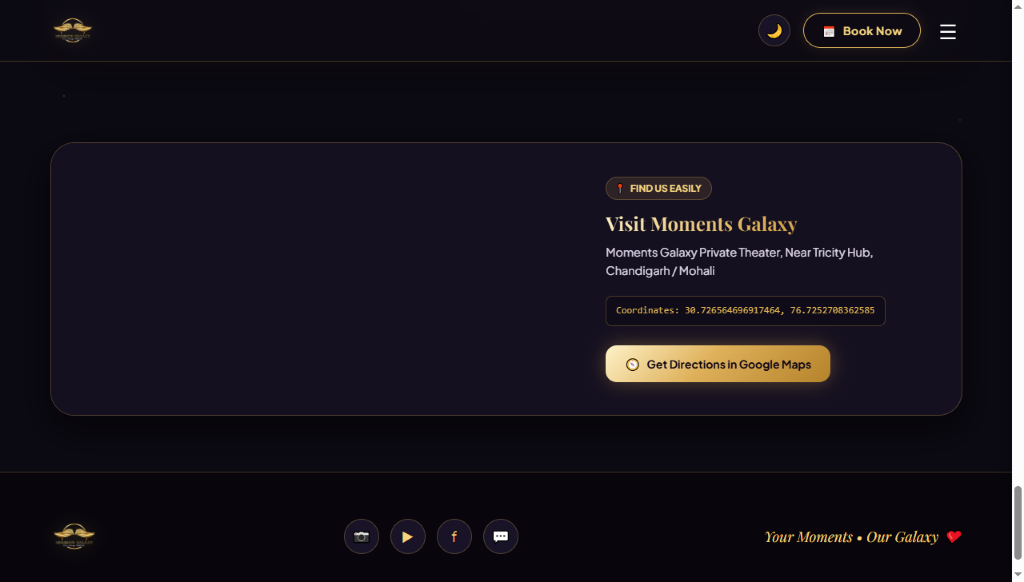 Book Now
FIND US EASILY
Visit Moments Galaxy
Moments Galaxy Private Theater, Near Tricity Hub,
Chandigarh / Mohali
Coordinates: 30.726564696917464, 76.7252708362585
Get Directions in Google Maps
f
Your Moments • Our Galaxy